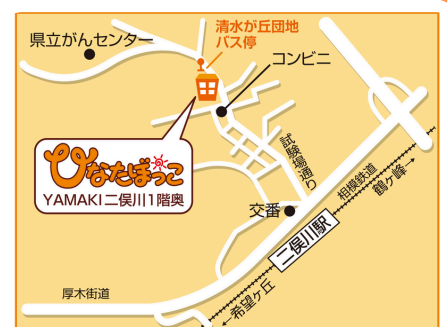 清水が丘団地
バス停
県立がんセンター
コンビニ
ひなたぼっこ
YAMAKI二俣川1階奥
試験場通り
相模鉄道
鶴ヶ峰→
交番
二俣川駅
厚木街道
←希望ヶ丘